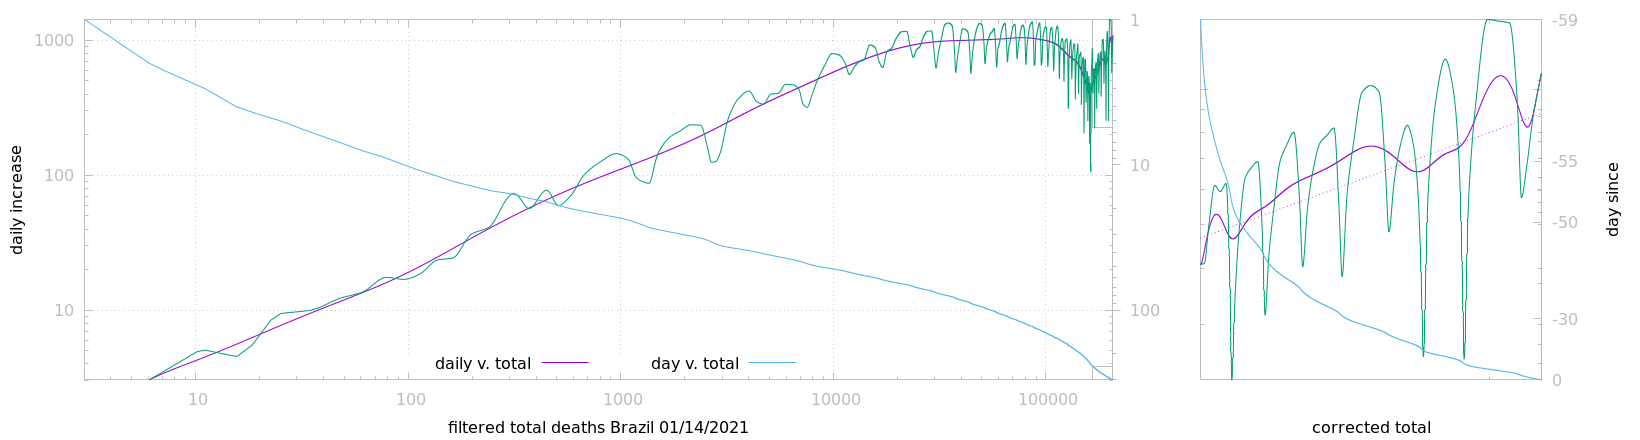 1000
100
10
daily increase
10
100
1000
10000
100000
1
10
100
daily v. total
day v. total
filtered total deaths Brazil 01/14/2021
-59
-55
-50
-30
0
day since
corrected total